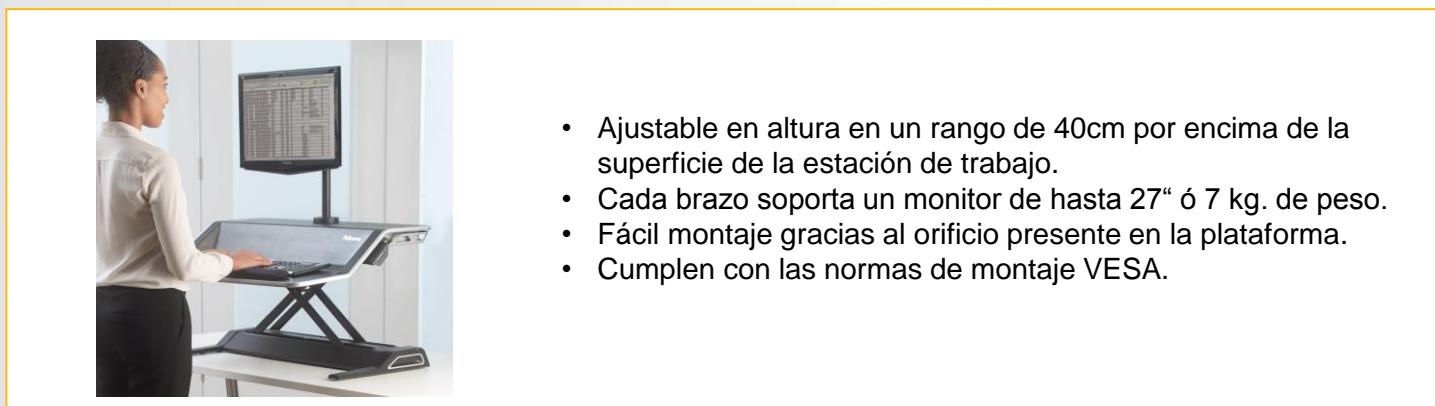 • Ajustable en altura en un rango de 40cm por encima de la
superficie de la estación de trabajo.
• Cada brazo soporta un monitor de hasta 27“ ó 7 kg. de peso.
• Fácil montaje gracias al orificio presente en la plataforma.
• Cumplen con las normas de montaje VESA.
Fellowes